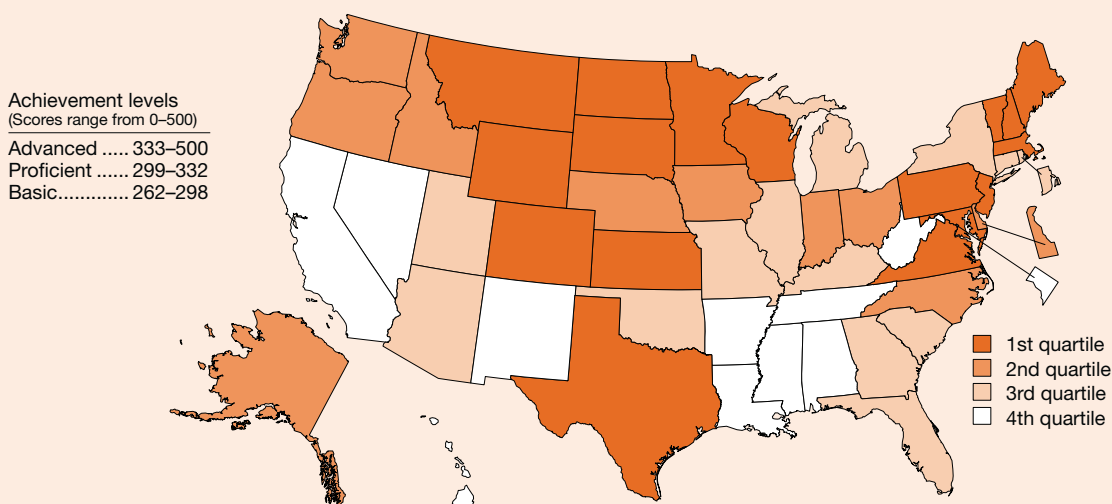 Achievement levels
(Scores range from 0–500)
Advanced ..... 333–500
Proficient ...... 299–332
Basic............. 262–298
1st quartile
2nd quartile
3rd quartile
4th quartile